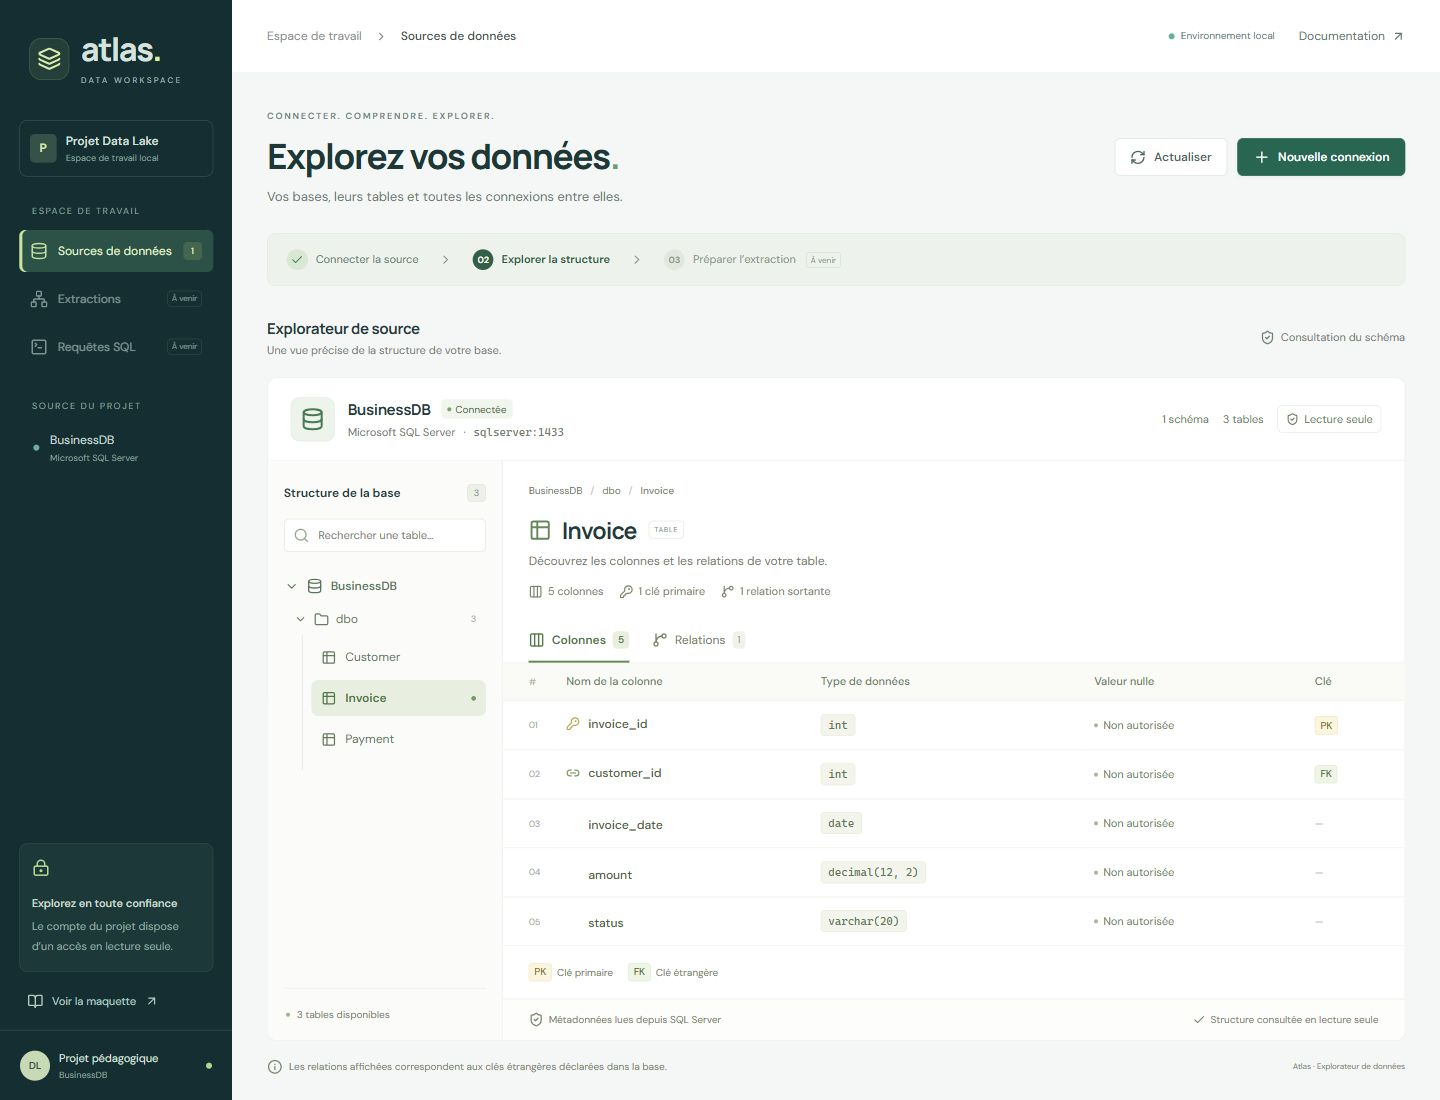 atlas.
DATA WORKSPACE
P
Projet Data Lake
Espace de travail local
ESPACE DE TRAVAIL
Sources de données
1
Extractions
À venir
Requêtes SQL
À venir
SOURCE DU PROJET
BusinessDB
Microsoft SQL Server
Explorez en toute confiance
Le compte du projet dispose
d’un accès en lecture seule.
Voir la maquette
DL
Projet pédagogique
BusinessDB
Espace de travail
Sources de données
Environnement local
Documentation
CONNECTER. COMPRENDRE. EXPLORER.
Explorez vos données.
Vos bases, leurs tables et toutes les connexions entre elles.
Actualiser
Nouvelle connexion
Connecter la source
02 Explorer la structure
03 Préparer l’extraction À venir
Explorateur de source
Une vue précise de la structure de votre base.
Consultation du schéma
BusinessDB
Connectée
Microsoft SQL Server · sqlserver:1433
1 schéma
3 tables
Lecture seule
Structure de la base
3
Rechercher une table…
BusinessDB
dbo
3
Customer
Invoice
Payment
3 tables disponibles
BusinessDB / dbo / Invoice
Invoice
TABLE
Découvrez les colonnes et les relations de votre table.
5 colonnes
1 clé primaire
1 relation sortante
Colonnes 5
Relations 1
# Nom de la colonne Type de données Valeur nulle Clé
01 invoice_id int Non autorisée PK
02 customer_id int Non autorisée FK
03 invoice_date date Non autorisée —
04 amount decimal(12, 2) Non autorisée —
05 status varchar(20) Non autorisée —
PK Clé primaire FK Clé étrangère
Métadonnées lues depuis SQL Server
Structure consultée en lecture seule
Les relations affichées correspondent aux clés étrangères déclarées dans la base.
Atlas · Explorateur de données